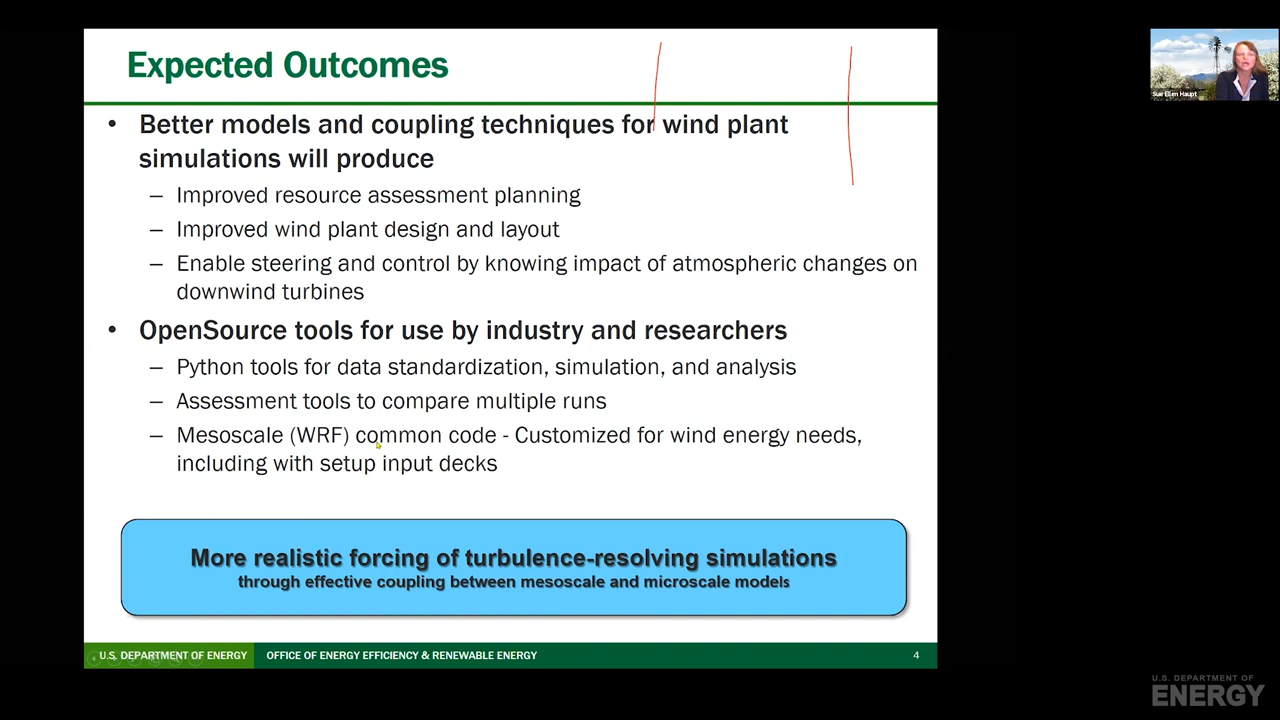 Expected Outcomes
• Better models and coupling techniques for wind plant
simulations will produce
– Improved resource assessment planning
– Improved wind plant design and layout
– Enable steering and control by knowing impact of atmospheric changes on
downwind turbines
• OpenSource tools for use by industry and researchers
– Python tools for data standardization, simulation, and analysis
– Assessment tools to compare multiple runs
– Mesoscale (WRF) common code - Customized for wind energy needs,
including with setup input decks
More realistic forcing of turbulence-resolving simulations
through effective coupling between mesoscale and microscale models
U.S. DEPARTMENT OF ENERGY OFFICE OF ENERGY EFFICIENCY & RENEWABLE ENERGY 4
Sue Ellen Haupt
U.S. DEPARTMENT OF
ENERGY